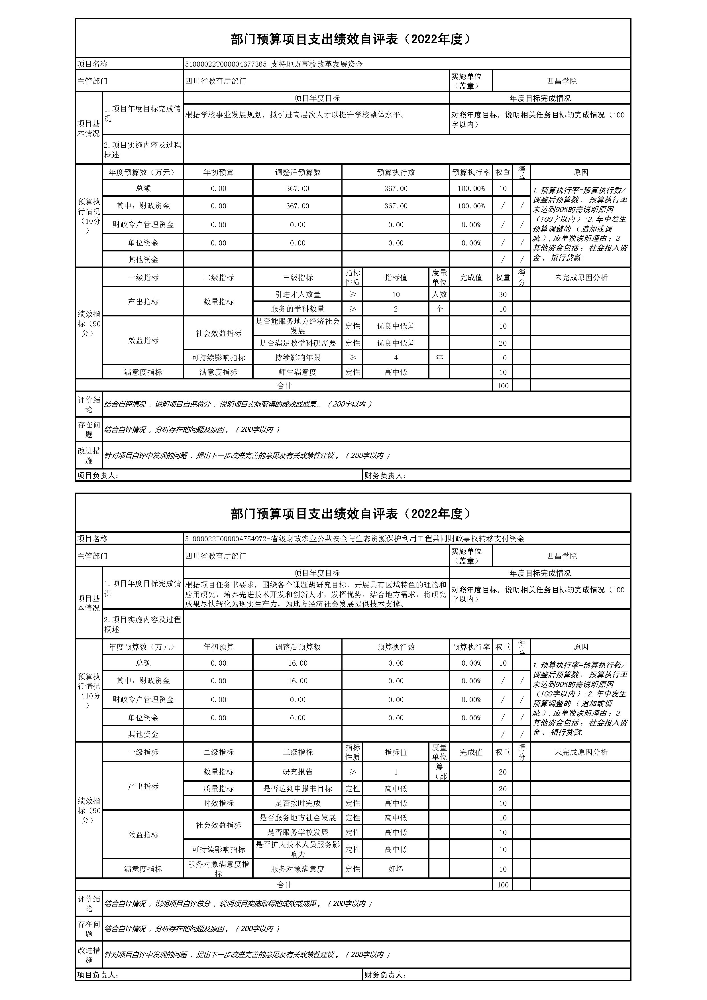 部门预算项目支出绩效自评表（2022年度）
项目名称 51000022T000004677365-支持地方高校改革发展资金
主管部门 四川省教育厅部门 实施单位（盖章） 西昌学院
项目基本情况 1.项目年度目标完成情况 项目年度目标 年度目标完成情况
根据学校事业发展规划，拟引进高层次人才以提升学校整体水平。 对照年度目标，说明相关任务目标的完成情况（100字以内）
2.项目实施内容及过程概述
预算执行情况（10分） 年度预算数（万元） 年初预算 调整后预算数 预算执行数 预算执行率 权重 得分 原因
总额 0.00 367.00 367.00 100.00% 10
其中：财政资金 0.00 367.00 367.00 100.00% / /
财政专户管理资金 0.00 0.00 0.00 0.00% / /
单位资金 0.00 0.00 0.00 0.00% / /
其他资金 / /
1.预算执行率=预算执行数/
调整后预算数，预算执行率
未达到90%的需说明原因
（100字以内）;2.年中发生
预算调整的（追加或调
减）,应单独说明理由；3.
其他资金包括：社会投入资
金、银行贷款.
绩效指标（90分） 一级指标 二级指标 三级指标 指标性质 指标值 度量单位 完成值 权重 得分 未完成原因分析
产出指标 数量指标 引进才人数量 ≥ 10 人数 30
服务的学科数量 ≥ 2 个 10
效益指标 社会效益指标 是否能服务地方经济社会发展 定性 优良中低差 10
是否满足教学科研需要 定性 优良中低差 20
可持续影响指标 持续影响年限 ≥ 4 年 10
满意度指标 满意度指标 师生满意度 定性 高中低 10
合计 100
评价结论 结合自评情况，说明项目自评总分，说明项目实施取得的成效或成果。（200字以内）
存在问题 结合自评情况，分析存在的问题及原因。（200字以内）
改进措施 针对项目自评中发现的问题，提出下一步改进完善的意见及有关政策性建议。（200字以内）
项目负责人： 财务负责人：
部门预算项目支出绩效自评表（2022年度）
项目名称 51000022T000004754972-省级财政农业公共安全与生态资源保护利用工程共同财政事权转移支付资金
主管部门 四川省教育厅部门 实施单位（盖章） 西昌学院
项目基本情况 1.项目年度目标完成情况 项目年度目标 年度目标完成情况
根据项目任务书要求，围绕各个课题胡研究目标，开展具有区域特色的理论和
应用研究，培养先进技术开发和创新人才，发挥优势，结合地方需求，将研究
成果尽快转化为现实生产力，为地方经济社会发展提供技术支撑。
对照年度目标，说明相关任务目标的完成情况（100字以内）
2.项目实施内容及过程概述
预算执行情况（10分） 年度预算数（万元） 年初预算 调整后预算数 预算执行数 预算执行率 权重 得分 原因
总额 0.00 16.00 0.00 0.00% 10
其中：财政资金 0.00 16.00 0.00 0.00% / /
财政专户管理资金 0.00 0.00 0.00 0.00% / /
单位资金 0.00 0.00 0.00 0.00% / /
其他资金 / /
1.预算执行率=预算执行数/
调整后预算数，预算执行率
未达到90%的需说明原因
（100字以内）;2.年中发生
预算调整的（追加或调
减）,应单独说明理由；3.
其他资金包括：社会投入资
金、银行贷款.
绩效指标（90分） 一级指标 二级指标 三级指标 指标性质 指标值 度量单位 完成值 权重 得分 未完成原因分析
产出指标 数量指标 研究报告 ≥ 1 篇（部 20
质量指标 是否达到申报书目标 定性 高中低 20
时效指标 是否按时完成 定性 高中低 10
效益指标 社会效益指标 是否服务地方社会发展 定性 高中低 10
是否服务学校发展 定性 高中低 10
可持续影响指标 是否扩大技术人员服务影响力 定性 高中低 10
满意度指标 服务对象满意度指标 服务对象满意度 定性 好坏 10
合计 100
评价结论 结合自评情况，说明项目自评总分，说明项目实施取得的成效或成果。（200字以内）
存在问题 结合自评情况，分析存在的问题及原因。（200字以内）
改进措施 针对项目自评中发现的问题，提出下一步改进完善的意见及有关政策性建议。（200字以内）
项目负责人： 财务负责人：